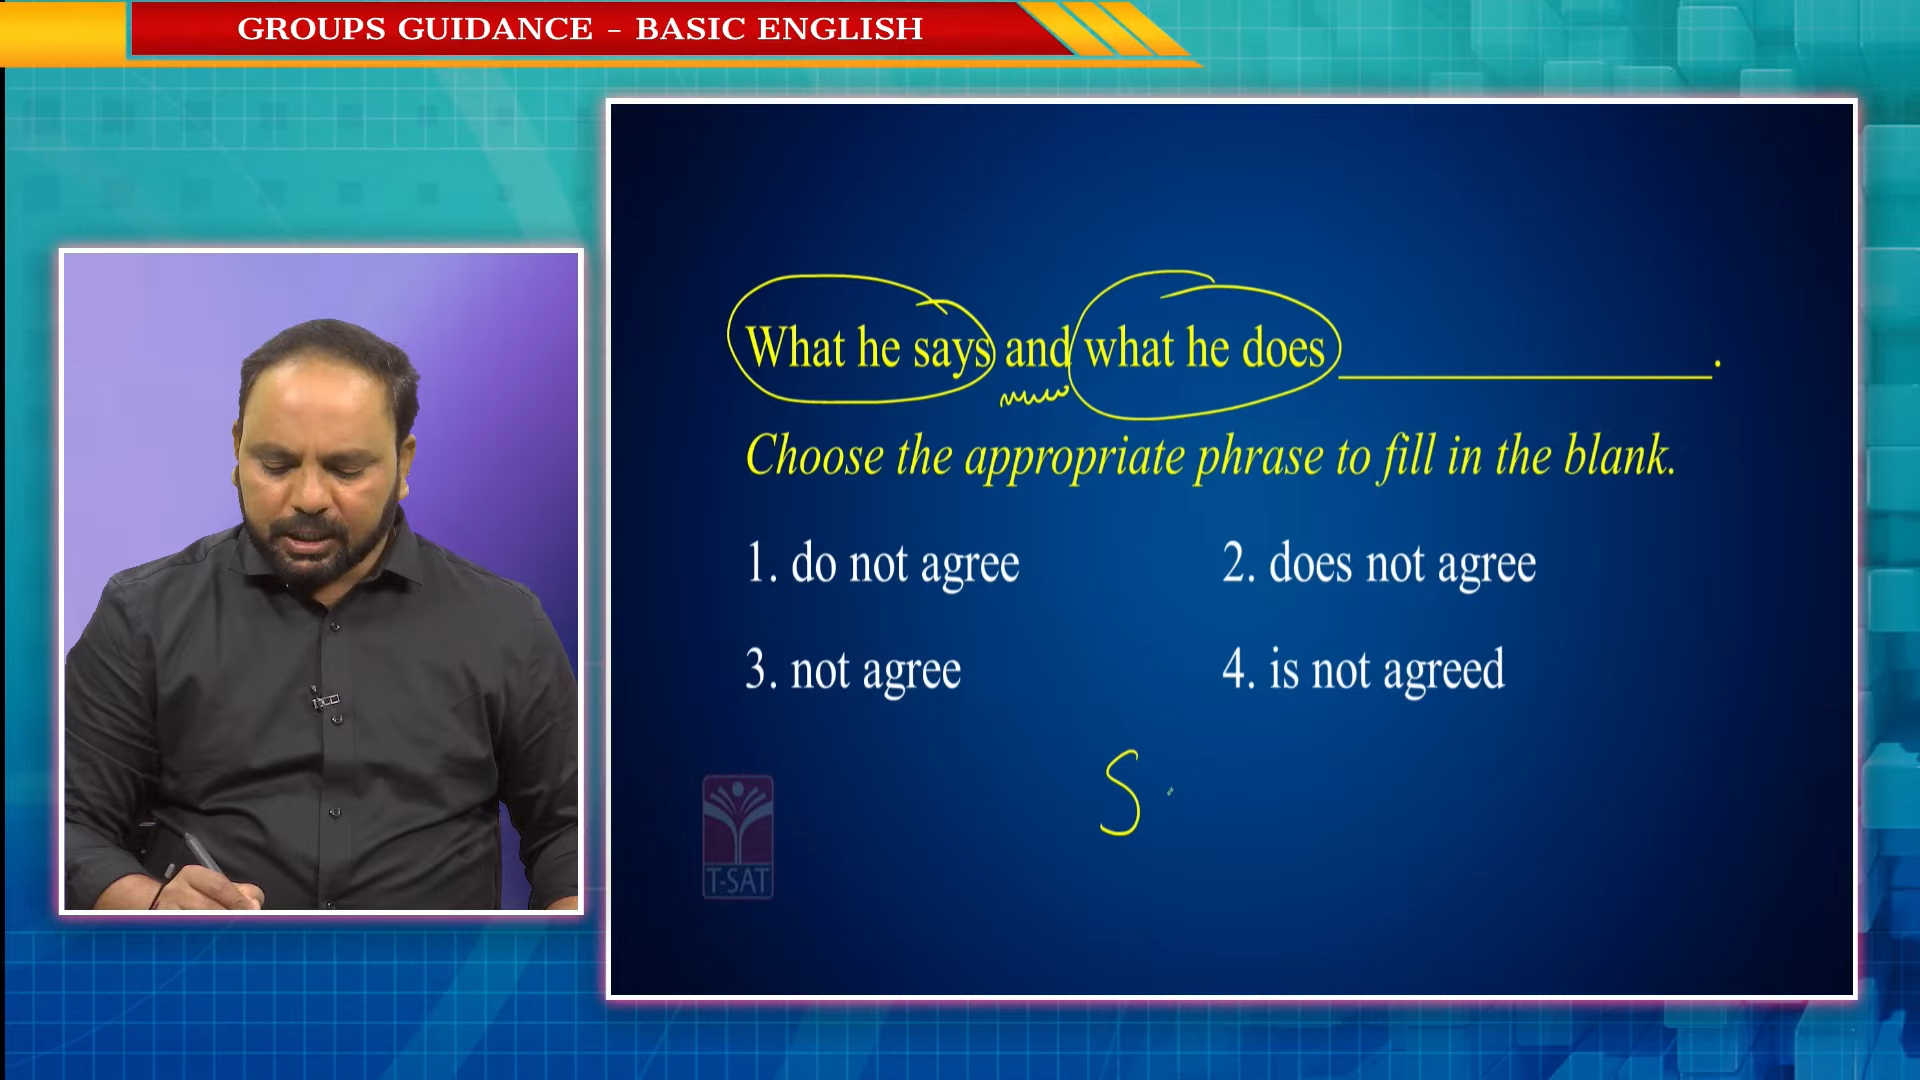 GROUPS GUIDANCE - BASIC ENGLISH
What he says and what he does ____________.
Choose the appropriate phrase to fill in the blank.
1. do not agree 2. does not agree
3. not agree 4. is not agreed
S
T-SAT